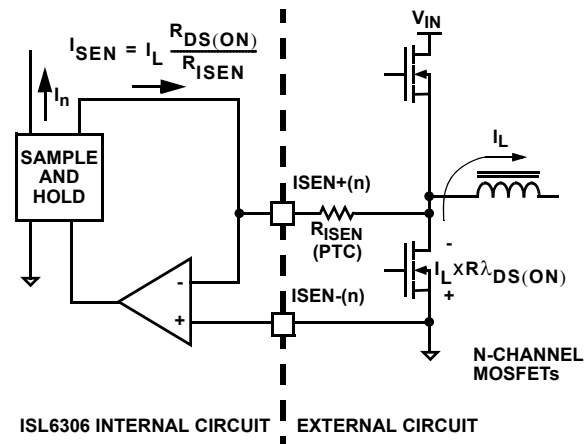 I_SEN = I_L R_DS(ON) / R_ISEN
V_IN
I_n
SAMPLE
AND
HOLD
I_L
ISEN+(n)
R_ISEN
(PTC)
-
I_L xRλ_DS(ON)
+
-
+
ISEN-(n)
N-CHANNEL
MOSFETs
ISL6306 INTERNAL CIRCUIT
EXTERNAL CIRCUIT